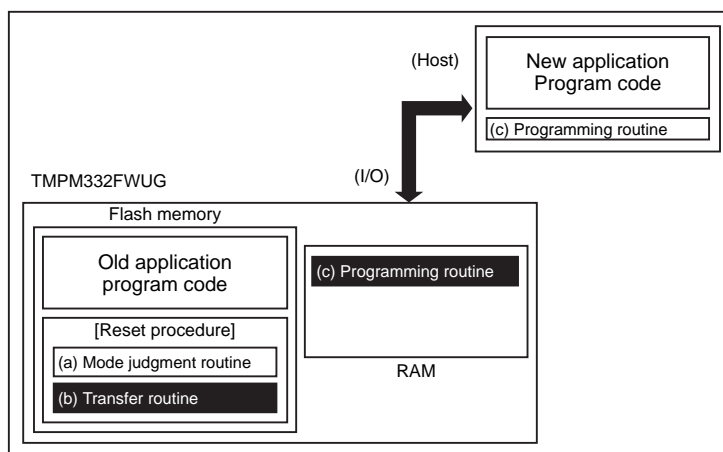 (Host)
New application
Program code
(c) Programming routine
(I/O)
TMPM332FWUG
Flash memory
Old application
program code
[Reset procedure]
(a) Mode judgment routine
(b) Transfer routine
(c) Programming routine
RAM